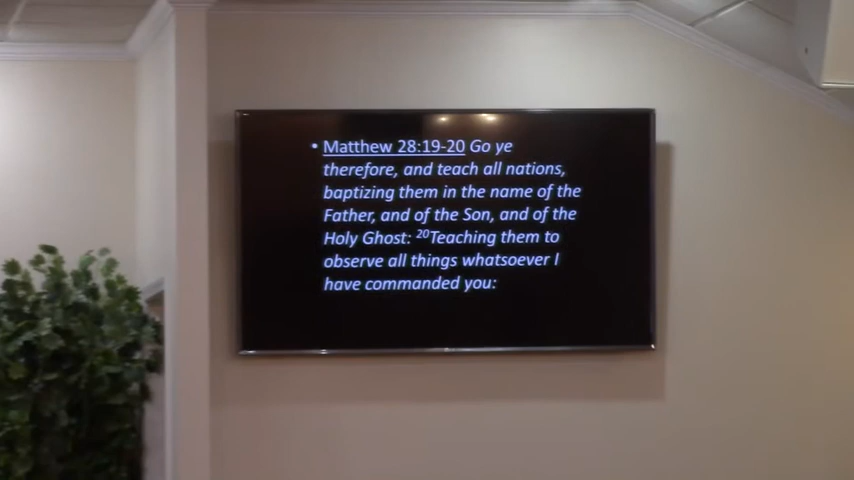 • Matthew 28:19-20 Go ye
therefore, and teach all nations,
baptizing them in the name of the
Father, and of the Son, and of the
Holy Ghost: 20Teaching them to
observe all things whatsoever I
have commanded you: